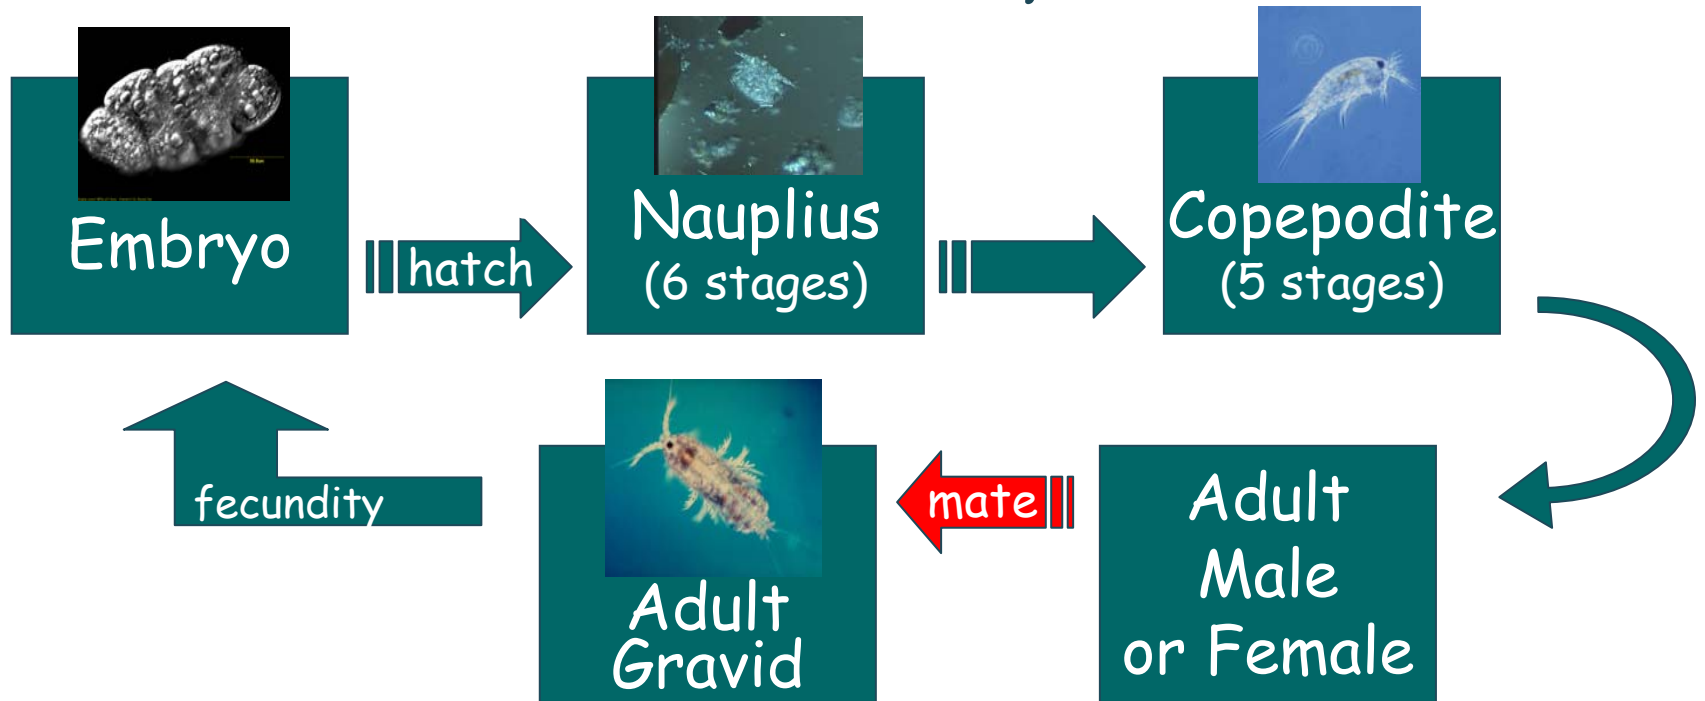 Embryo
hatch
Nauplius
(6 stages)
Copepodite
(5 stages)
fecundity
Adult
Gravid
mate
Adult
Male
or Female